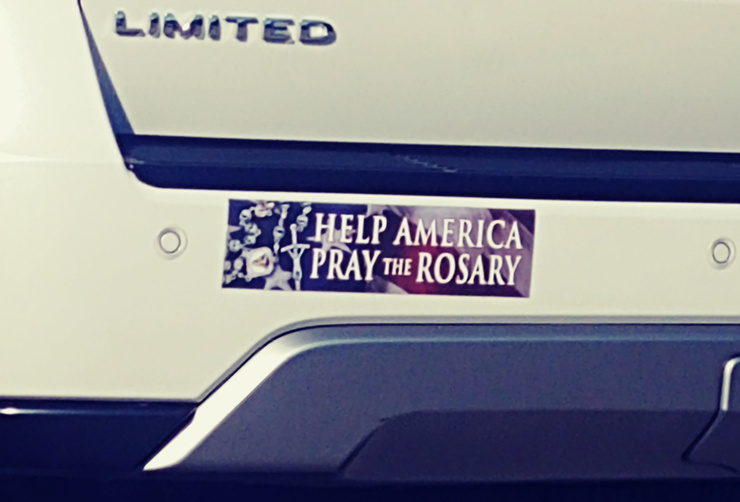 LIMITED
HELP AMERICA
PRAY THE ROSARY